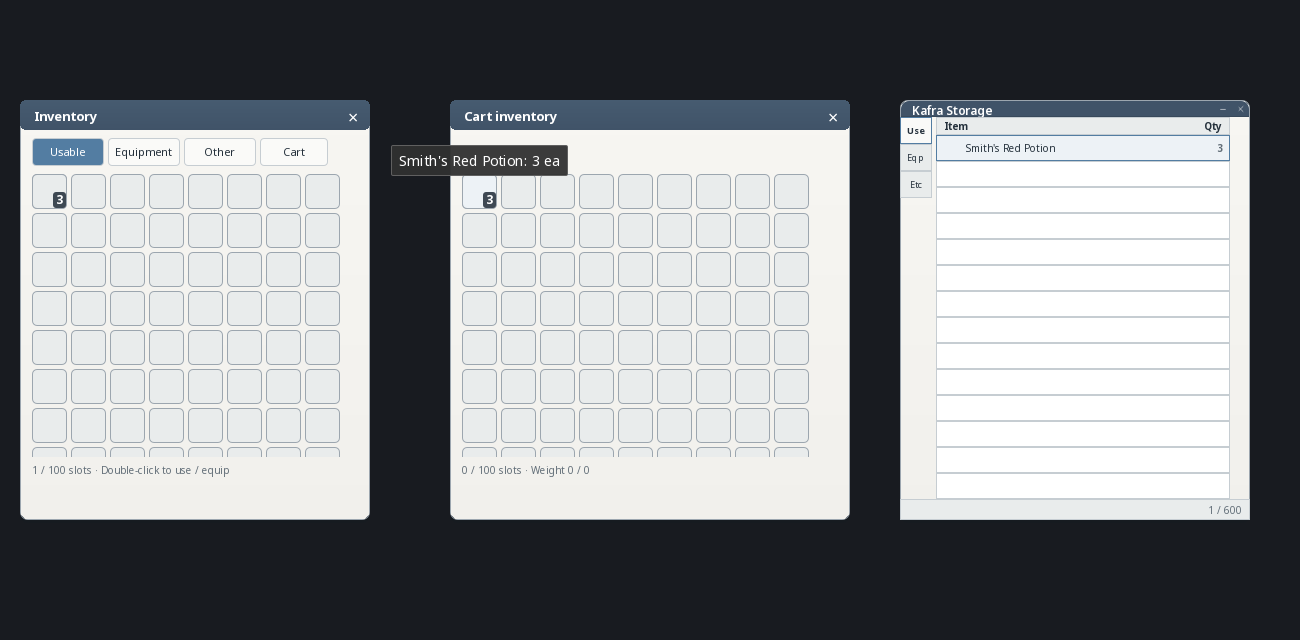 Inventory ×
Usable Equipment Other Cart
3
1 / 100 slots · Double-click to use / equip
Cart inventory ×
Smith's Red Potion: 3 ea
3
0 / 100 slots · Weight 0 / 0
Kafra Storage – ×
Use
Eqp
Etc
Item Qty
Smith's Red Potion 3
1 / 600